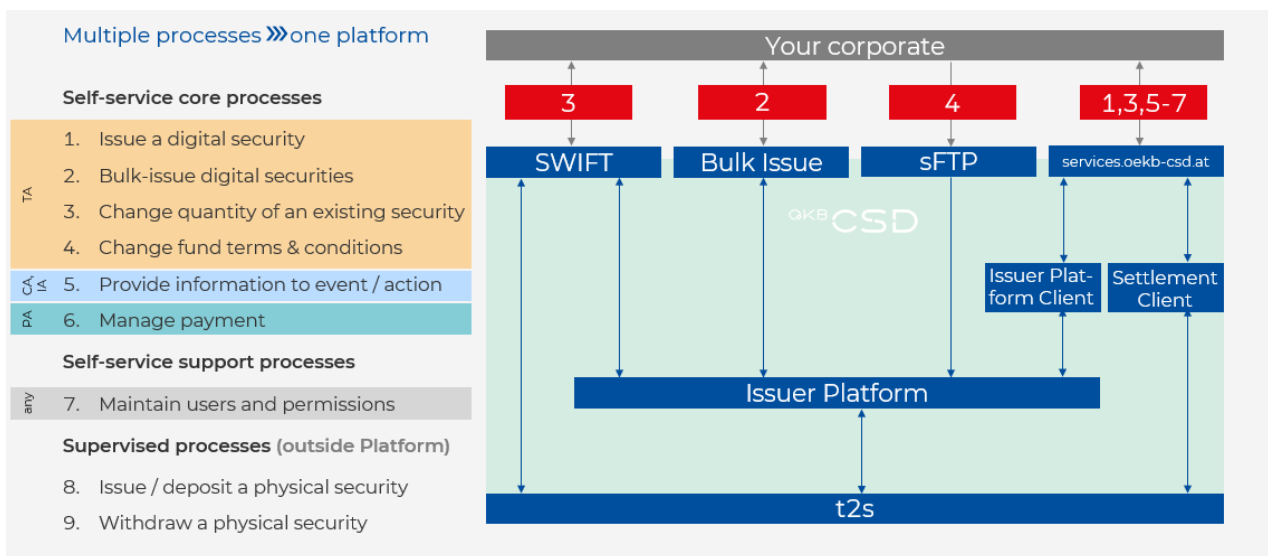 Multiple processes »» one platform
Self-service core processes
TA
1. Issue a digital security
2. Bulk-issue digital securities
3. Change quantity of an existing security
4. Change fund terms & conditions
CA,
IA
5. Provide information to event / action
PA
6. Manage payment
Self-service support processes
any
7. Maintain users and permissions
Supervised processes (outside Platform)
8. Issue / deposit a physical security
9. Withdraw a physical security
Your corporate
3
2
4
1,3,5-7
SWIFT
Bulk Issue
sFTP
services.oekb-csd.at
OKB CSD
Issuer Plat-
form Client
Settlement
Client
Issuer Platform
t2s